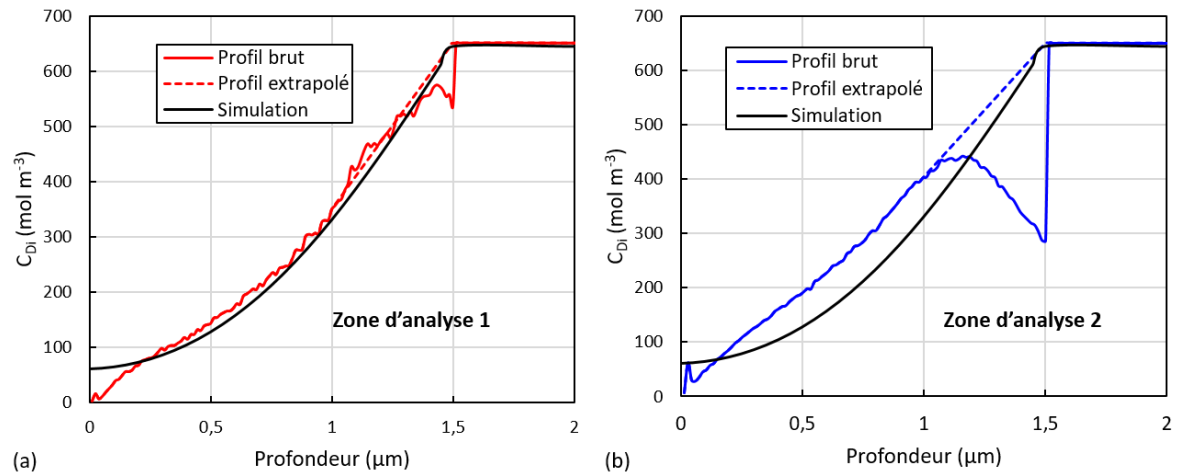 700
600
500
400
300
200
100
0
C_Di (mol m⁻³)
Profil brut
Profil extrapolé
Simulation
Zone d'analyse 1
0 0,5 1 1,5 2
Profondeur (µm)
(a)
700
600
500
400
300
200
100
0
C_Di (mol m⁻³)
Profil brut
Profil extrapolé
Simulation
Zone d'analyse 2
0 0,5 1 1,5 2
Profondeur (µm)
(b)